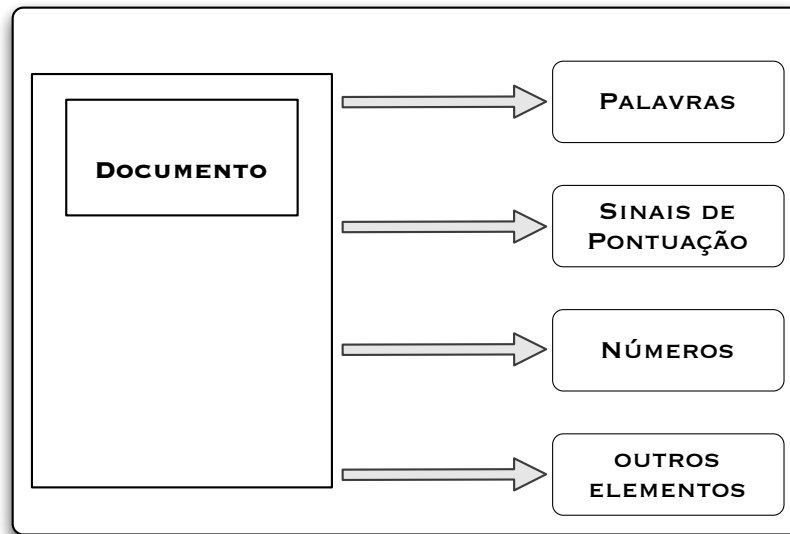 DOCUMENTO
PALAVRAS
SINAIS DE
PONTUAÇÃO
NÚMEROS
OUTROS
ELEMENTOS